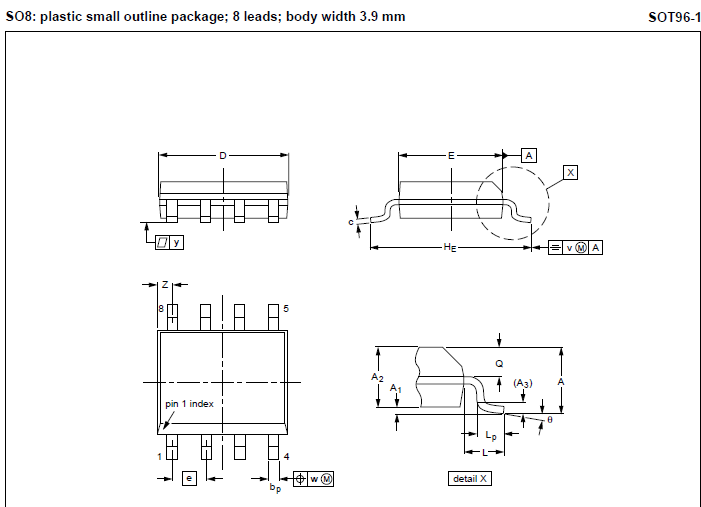 SO8: plastic small outline package; 8 leads; body width 3.9 mm
SOT96-1
D
E
A
X
c
y
HE
v M A
Z
8
5
pin 1 index
1
4
e
bp
w M
A2
A1
Q
(A3)
A
θ
Lp
L
detail X